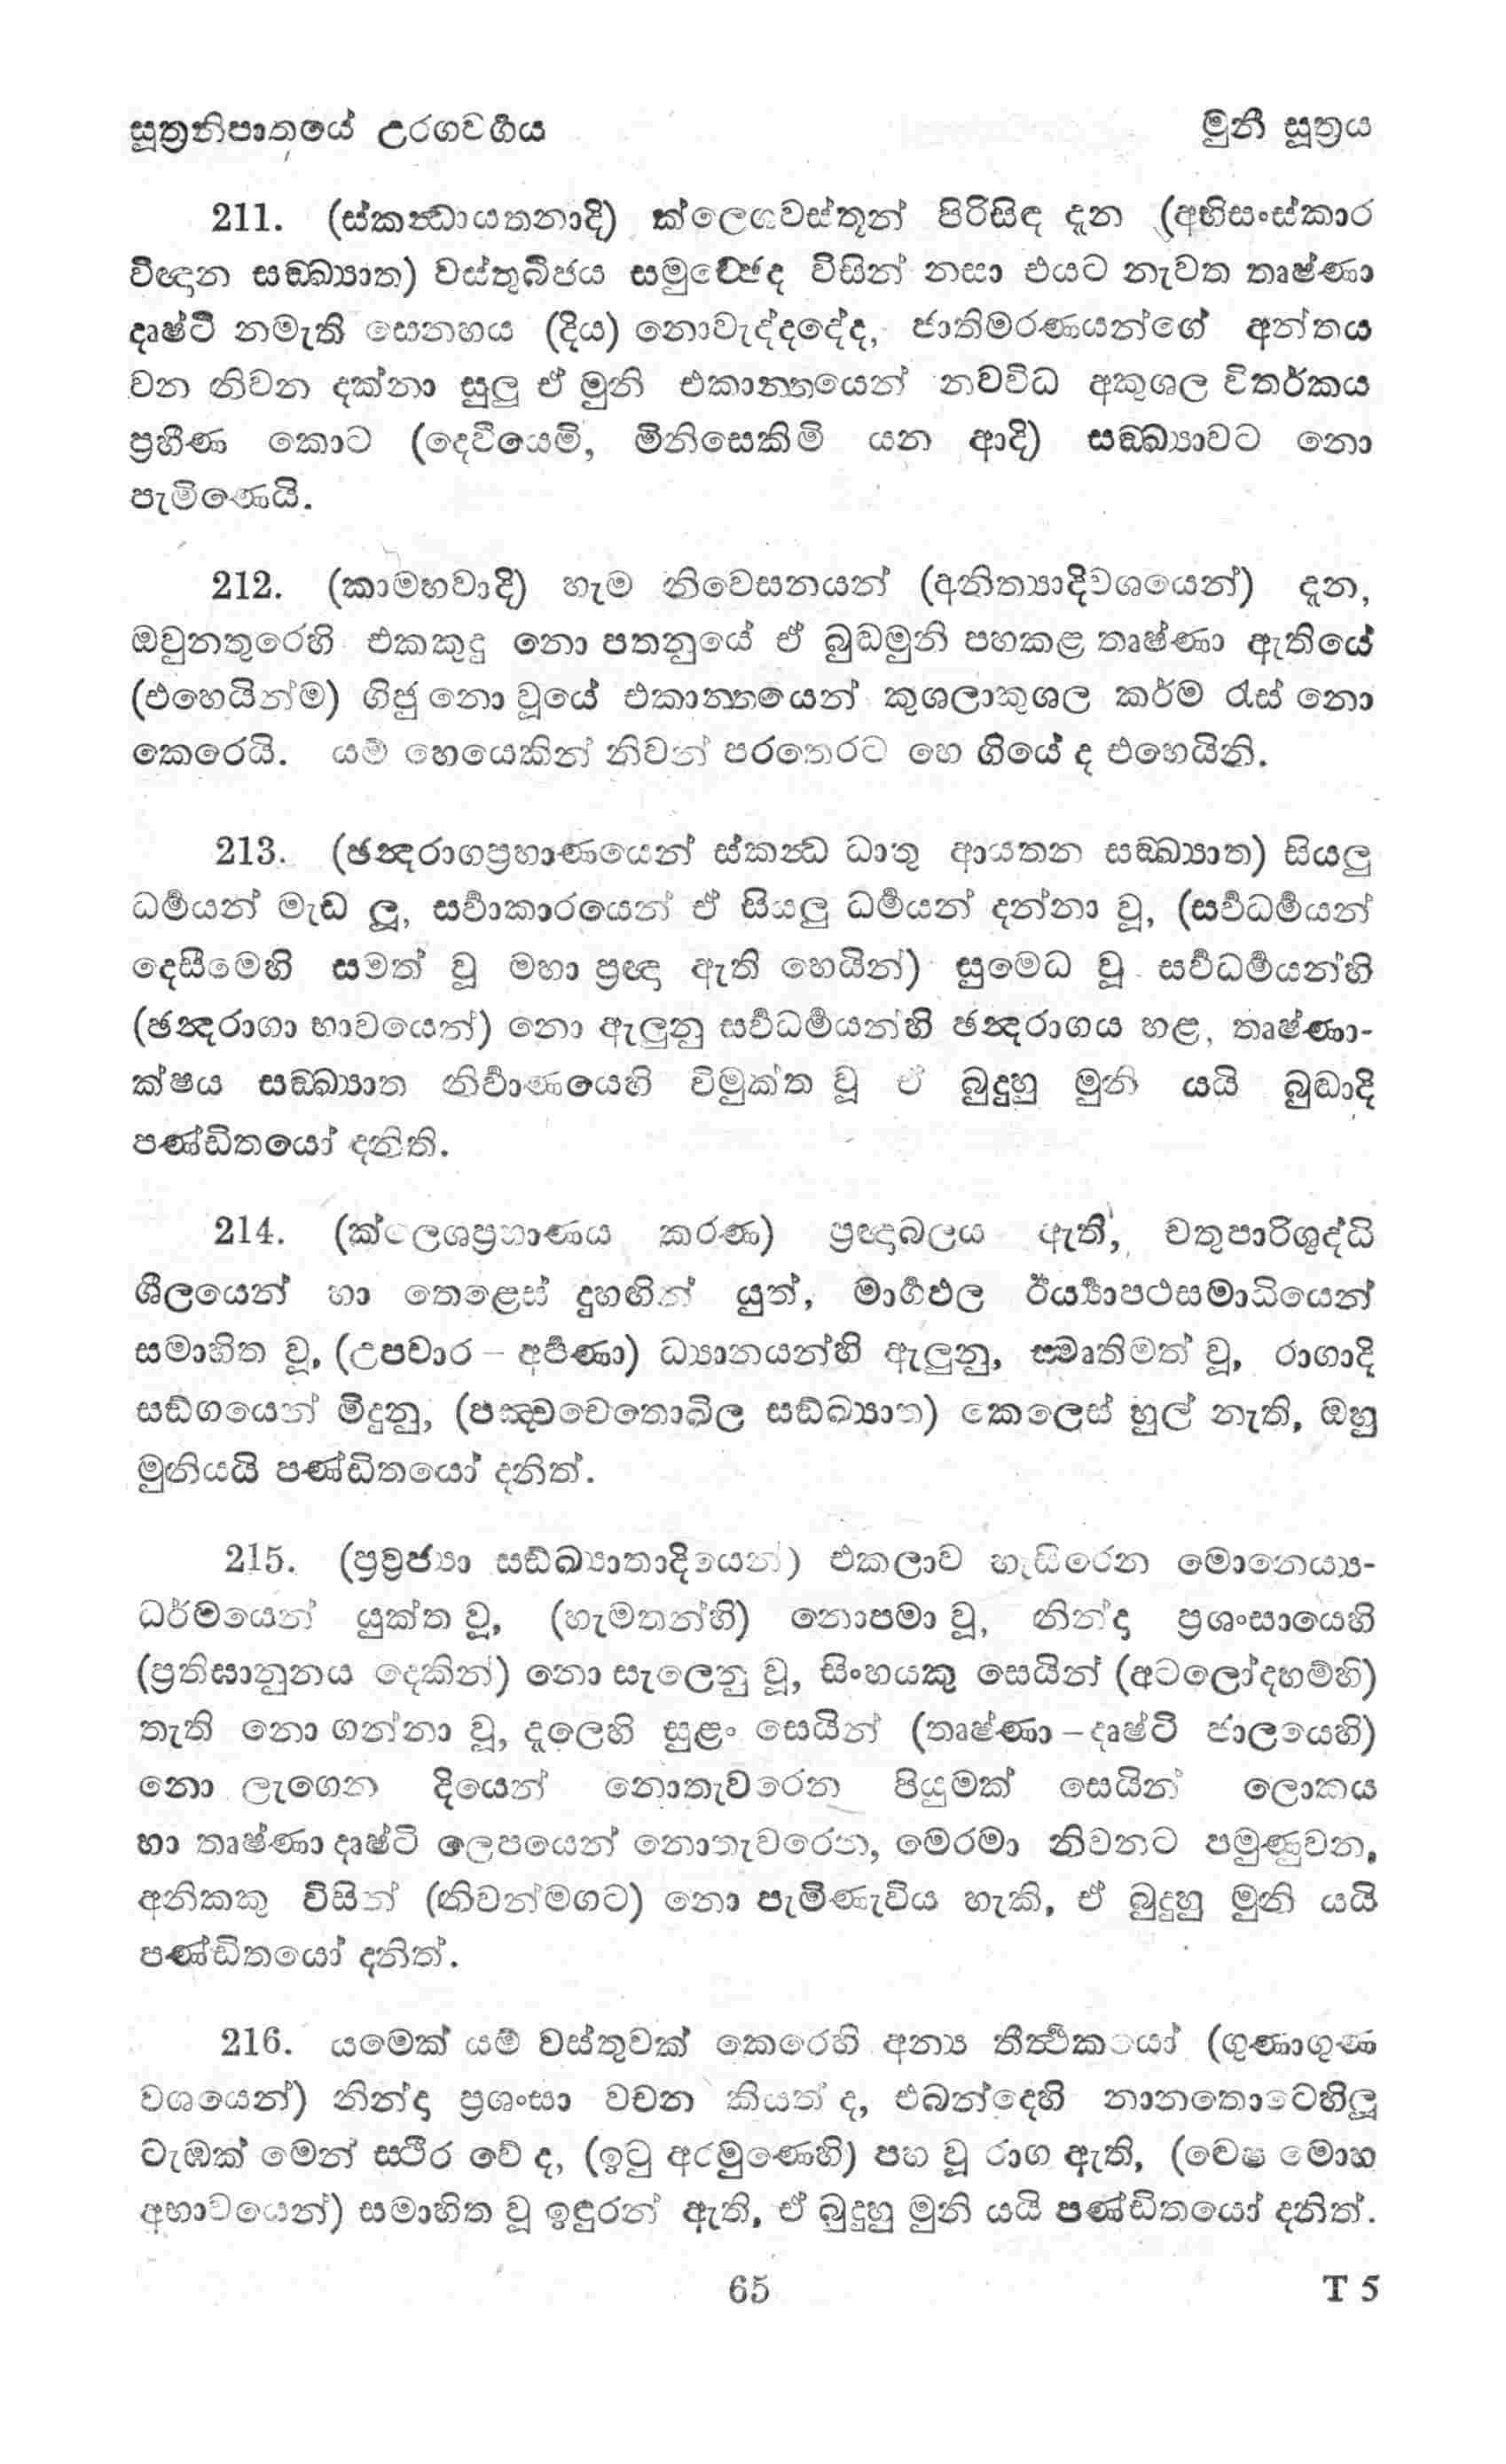 සූත්‍රනිපාතයේ උරගවර්‍ගය
මුනි සූත්‍රය
211. (ස්කන්‍ධායතනාදි) ක්ලෙශවස්තූන් පිරිසිඳ දැන (අභිසංස්කාර
විඥාන සඞ්ඛ්‍යාත) වස්තුබීජය සමුච්ඡේද විසින් නසා එයට නැවත තෘෂ්ණා
දෘෂ්ටි නමැති සෙනහය (දිය) නොවැද්දදේද, ජාතිමරණයන්ගේ අන්තය
වන නිවන දක්නා සුලු ඒ මුනි එකාන්‍තයෙන් නවවිධ අකුශල විතර්කය
ප්‍රහීණ කොට (දෙවියෙමි, මිනිසෙකිමි යන ආදි) සඞ්ඛ්‍යාවට නො
පැමිණෙයි.
212. (කාමභවාදි) හැම නිවෙසනයන් (අනිත්‍යාදිවශයෙන්) දැන,
ඔවුනතුරෙහි එකකුදු නො පතනුයේ ඒ බුද්‍ධමුනි පහකළ තෘෂ්ණා ඇතියේ
(එහෙයින්ම) ගිජු නො වූයේ එකාන්‍තයෙන් කුශලාකුශල කර්ම රැස් නො
කෙරෙයි. යම් හෙයෙකින් නිවන් පරතෙරට හෙ ගියේ ද එහෙයිනි.
213. (ඡන්‍දරාගප්‍රහාණයෙන් ස්කන්‍ධ ධාතු ආයතන සඞ්ඛ්‍යාත) සියලු
ධර්‍මයන් මැඩ ලූ, සර්‍වාකාරයෙන් ඒ සියලු ධර්‍මයන් දන්නා වූ, (සර්‍වධර්‍මයන්
දෙසීමෙහි සමත් වූ මහා ප්‍රඥා ඇති හෙයින්) සුමෙධ වූ සර්‍වධර්‍මයන්හි
(ඡන්‍දරාගා භාවයෙන්) නො ඇලුනු සර්‍වධර්‍මයන්හි ඡන්‍දරාගය හළ, තෘෂ්ණා-
ක්ෂය සඞ්ඛ්‍යාත නිර්‍වාණයෙහි විමුක්ත වූ ඒ බුදුහු මුනි යයි බුද්‍ධාදි
පණ්ඩිතයෝ දනිති.
214. (ක්ලෙශප්‍රහාණය කරණ) ප්‍රඥාබලය ඇති, චතුපාරිශුද්ධි
ශීලයෙන් හා තෙළෙස් දුහඟින් යුත්, මාර්‍ගඵල ඊර්‍ය්‍යාපථසමාධියෙන්
සමාහිත වූ, (උපචාර – අර්‍පණා) ධ්‍යානයන්හි ඇලුනු, ස්‍මෘතිමත් වූ, රාගාදි
සඩ්ගයෙන් මිදුනු, (පඤ්චචෙතොඛිල සඩ්ඛ්‍යාත) කෙලෙස් හුල් නැති, ඔහු
මුනියයි පණ්ඩිතයෝ දනිත්.
215. (ප්‍රව්‍රජ්‍යා සඩ්ඛ්‍යාතාදියෙන්) එකලාව හැසිරෙන මොනෙය්‍ය-
ධර්මයෙන් යුක්ත වූ, (හැමතන්හි) නොපමා වූ, නින්දා ප්‍රශංසායෙහි
(ප්‍රතිඝානුනය දෙකින්) නො සැලෙනු වූ, සිංහයකු සෙයින් (අටලෝදහම්හි)
තැති නො ගන්නා වූ, දැලෙහි සුළං සෙයින් (තෘෂ්ණා – දෘෂ්ටි ජාලයෙහි)
නො ලැගෙන දියෙන් නොතැවරෙන පියුමක් සෙයින් ලොකය
හා තෘෂ්ණා දෘෂ්ටි ලෙපයෙන් නොතැවරෙන, මෙරමා නිවනට පමුණුවන,
අනිකකු විසින් (නිවන්මගට) නො පැමිණැවිය හැකි, ඒ බුදුහු මුනි යයි
පණ්ඩිතයෝ දනිත්.
216. යමෙක් යම් වස්තුවක් කෙරෙහි අන්‍ය තීර්‍ත්‍ථකයෝ (ගුණාගුණ
වශයෙන්) නින්දා ප්‍රශංසා වචන කියත් ද, එබන්දෙහි නානතොටෙහිලූ
ටැඹක් මෙන් ස්‍ථිර වේ ද, (ඉටු අරමුණෙහි) පහ වූ රාග ඇති, (ද්‍වෙෂ මොහ
අභාවයෙන්) සමාහිත වූ ඉඳුරන් ඇති, ඒ බුදුහු මුනි යයි පණ්ඩිතයෝ දනිත්.
65
T 5